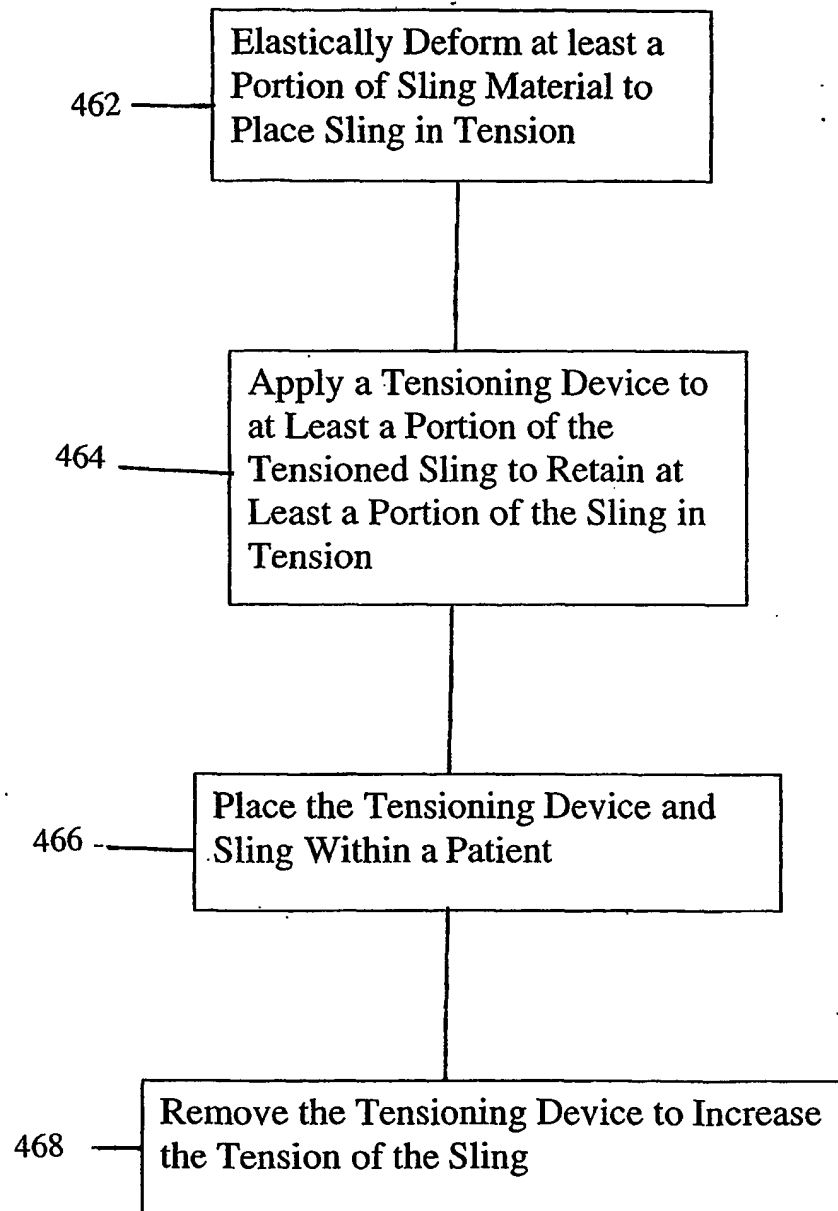 462
Elastically Deform at least a
Portion of Sling Material to
Place Sling in Tension
464
Apply a Tensioning Device to
at Least a Portion of the
Tensioned Sling to Retain at
Least a Portion of the Sling in
Tension
466
Place the Tensioning Device and
Sling Within a Patient
468
Remove the Tensioning Device to Increase
the Tension of the Sling